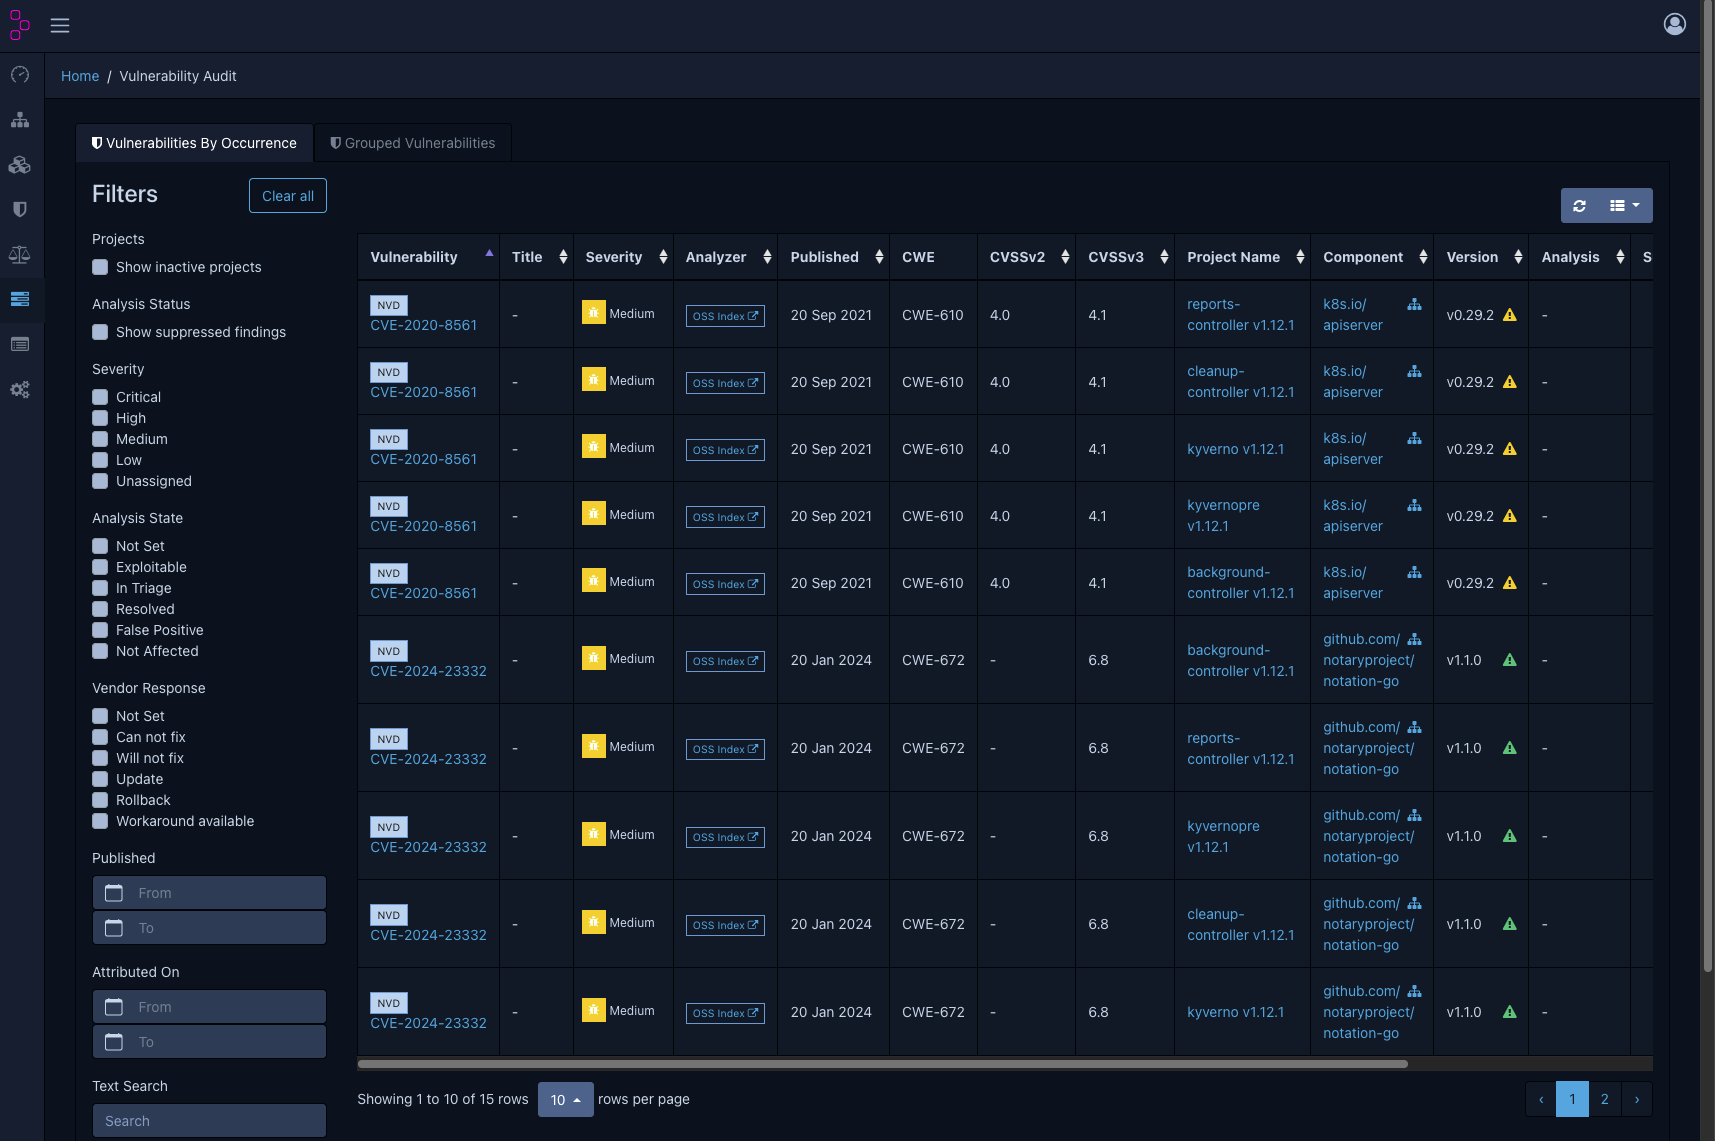 Home / Vulnerability Audit
Vulnerabilities By Occurrence
Grouped Vulnerabilities
Filters
Clear all
Projects
Show inactive projects
Analysis Status
Show suppressed findings
Severity
Critical
High
Medium
Low
Unassigned
Analysis State
Not Set
Exploitable
In Triage
Resolved
False Positive
Not Affected
Vendor Response
Not Set
Can not fix
Will not fix
Update
Rollback
Workaround available
Published
From
To
Attributed On
From
To
Text Search
Search
Vulnerability Title Severity Analyzer Published CWE CVSSv2 CVSSv3 Project Name Component Version Analysis S
NVD
CVE-2020-8561 - Medium OSS Index 20 Sep 2021 CWE-610 4.0 4.1 reports-controller v1.12.1 k8s.io/apiserver v0.29.2 -
NVD
CVE-2020-8561 - Medium OSS Index 20 Sep 2021 CWE-610 4.0 4.1 cleanup-controller v1.12.1 k8s.io/apiserver v0.29.2 -
NVD
CVE-2020-8561 - Medium OSS Index 20 Sep 2021 CWE-610 4.0 4.1 kyverno v1.12.1 k8s.io/apiserver v0.29.2 -
NVD
CVE-2020-8561 - Medium OSS Index 20 Sep 2021 CWE-610 4.0 4.1 kyvernopre v1.12.1 k8s.io/apiserver v0.29.2 -
NVD
CVE-2020-8561 - Medium OSS Index 20 Sep 2021 CWE-610 4.0 4.1 background-controller v1.12.1 k8s.io/apiserver v0.29.2 -
NVD
CVE-2024-23332 - Medium OSS Index 20 Jan 2024 CWE-672 - 6.8 background-controller v1.12.1 github.com/notaryproject/notation-go v1.1.0 -
NVD
CVE-2024-23332 - Medium OSS Index 20 Jan 2024 CWE-672 - 6.8 reports-controller v1.12.1 github.com/notaryproject/notation-go v1.1.0 -
NVD
CVE-2024-23332 - Medium OSS Index 20 Jan 2024 CWE-672 - 6.8 kyvernopre v1.12.1 github.com/notaryproject/notation-go v1.1.0 -
NVD
CVE-2024-23332 - Medium OSS Index 20 Jan 2024 CWE-672 - 6.8 cleanup-controller v1.12.1 github.com/notaryproject/notation-go v1.1.0 -
NVD
CVE-2024-23332 - Medium OSS Index 20 Jan 2024 CWE-672 - 6.8 kyverno v1.12.1 github.com/notaryproject/notation-go v1.1.0 -
Showing 1 to 10 of 15 rows 10 rows per page
‹ 1 2 ›